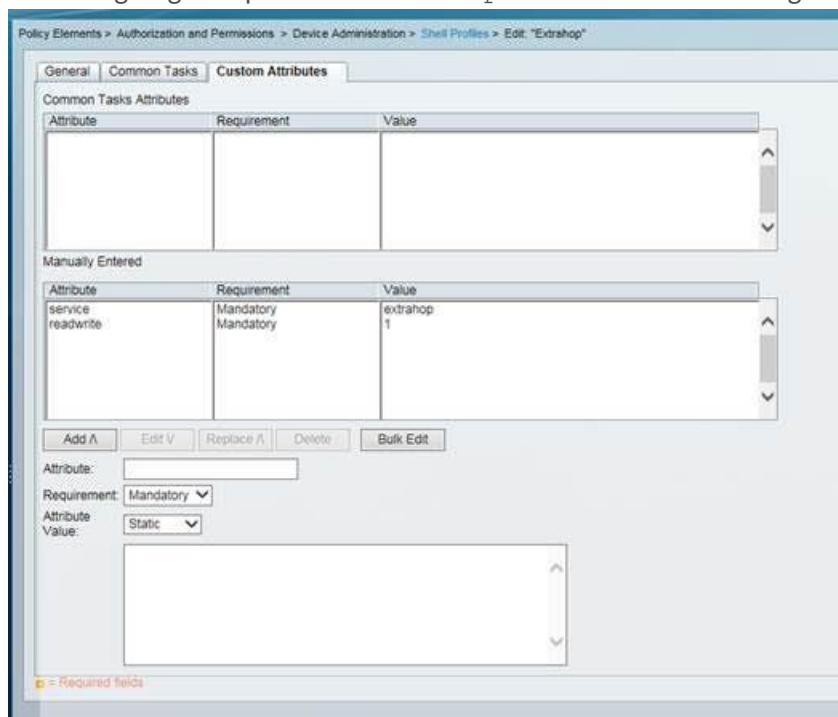 Policy Elements > Authorization and Permissions > Device Administration > Shell Profiles > Edit: "Extrahop"
General Common Tasks Custom Attributes
Common Tasks Attributes
Attribute Requirement Value
Manually Entered
Attribute Requirement Value
service Mandatory extrahop
readwrite Mandatory 1
Add /\ Edit V Replace /\ Delete Bulk Edit
Attribute:
Requirement: Mandatory
Attribute Value: Static
= Required fields